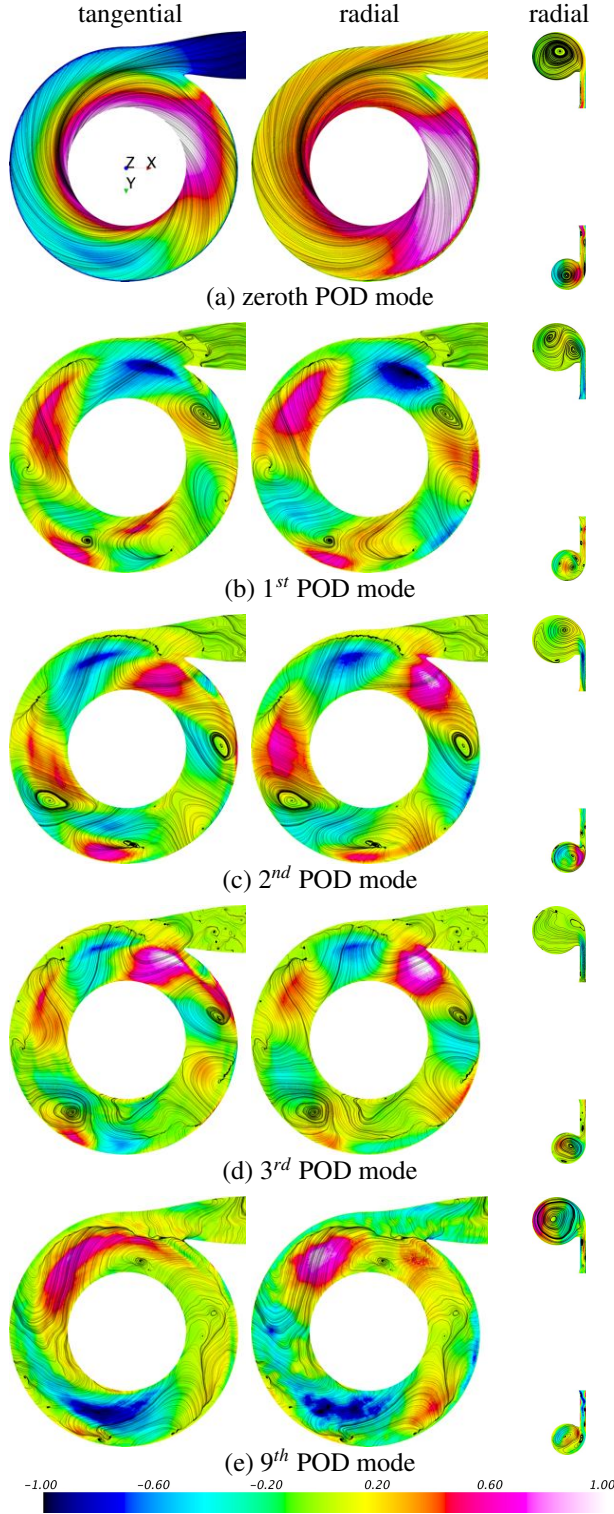 tangential radial radial
Z X
Y
(a) zeroth POD mode
(b) 1st POD mode
(c) 2nd POD mode
(d) 3rd POD mode
(e) 9th POD mode
−1.00 −0.60 −0.20 0.20 0.60 1.00